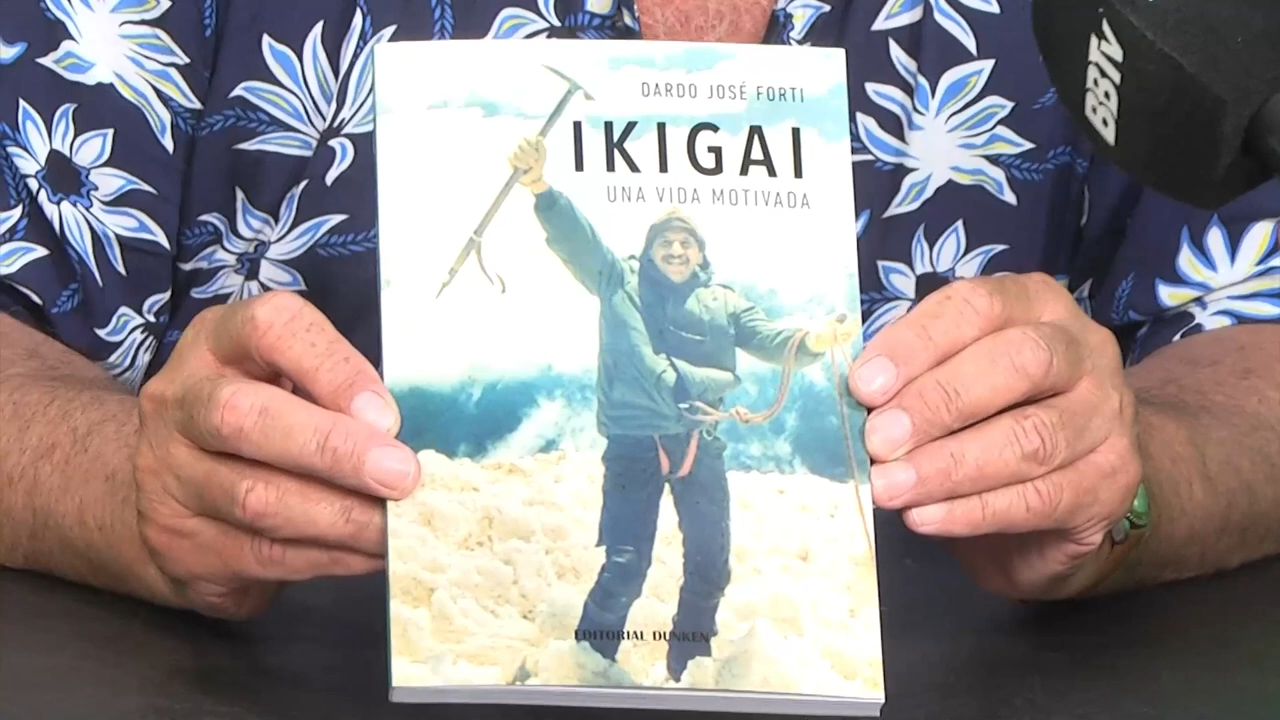 DARDO JOSÉ FORTI
IKIGAI
UNA VIDA MOTIVADA
EDITORIAL DUNKEN
BBTv